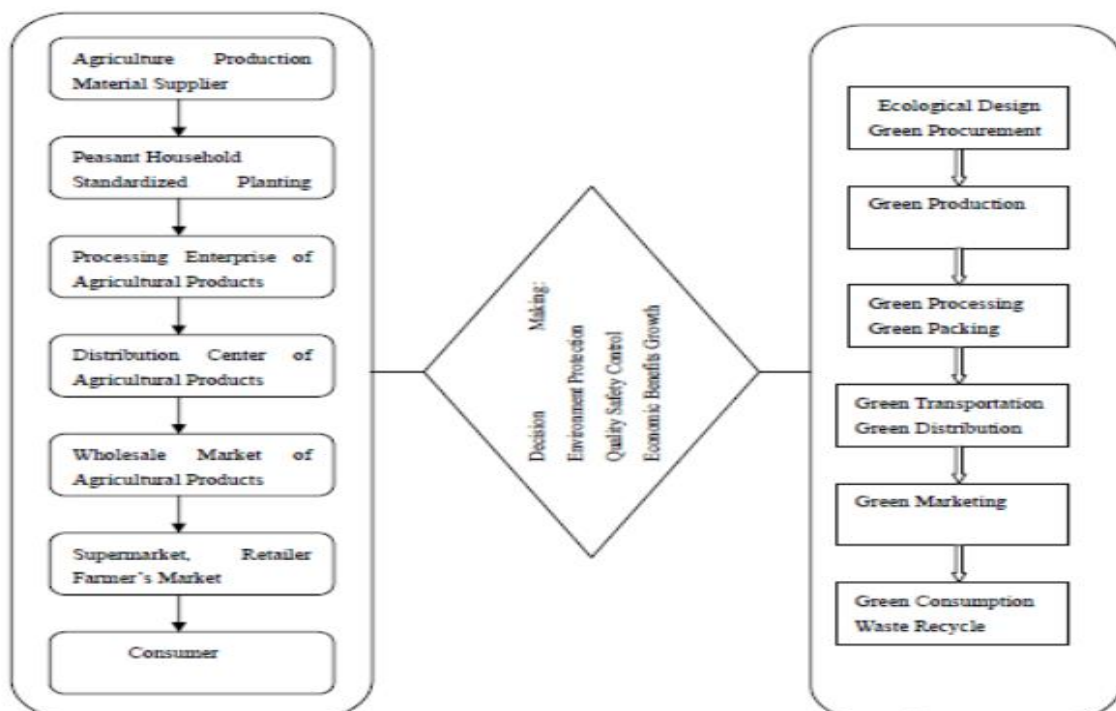 Agriculture Production
Material Supplier
Peasant Household
Standardized Planting
Processing Enterprise of
Agricultural Products
Distribution Center of
Agricultural Products
Wholesale Market of
Agricultural Products
Supermarket, Retailer
Farmer's Market
Consumer
Decision Making:
Environment Protection
Quality Safety Control
Economic Benefits Growth
Ecological Design
Green Procurement
Green Production
Green Processing
Green Packing
Green Transportation
Green Distribution
Green Marketing
Green Consumption
Waste Recycle